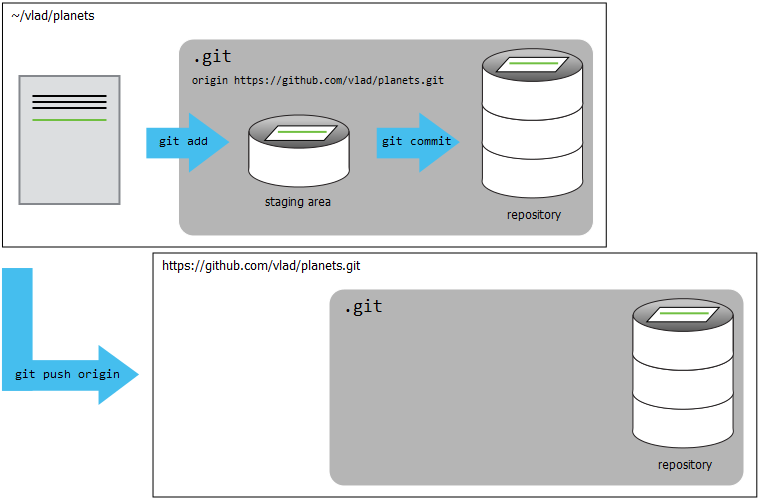 ~/vlad/planets
.git
origin https://github.com/vlad/planets.git
git add
git commit
staging area
repository
https://github.com/vlad/planets.git
.git
git push origin
repository